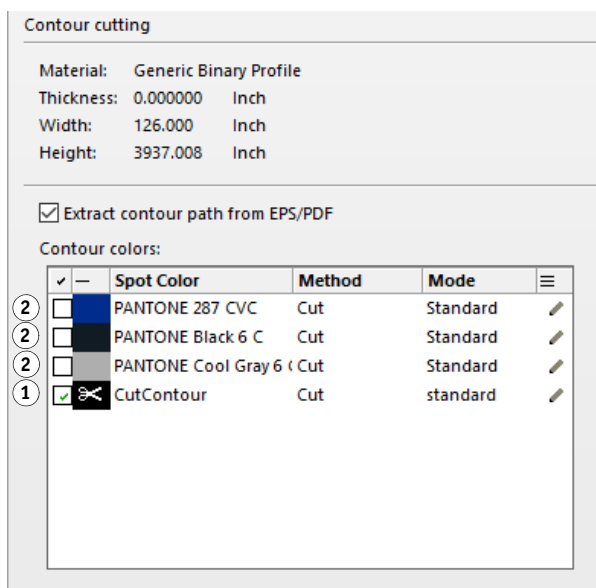 Contour cutting
Material: Generic Binary Profile
Thickness: 0.000000 Inch
Width: 126.000 Inch
Height: 3937.008 Inch
Extract contour path from EPS/PDF
Contour colors:
Spot Color Method Mode
2 PANTONE 287 CVC Cut Standard
2 PANTONE Black 6 C Cut Standard
2 PANTONE Cool Gray 6 Cut Standard
1 CutContour Cut standard